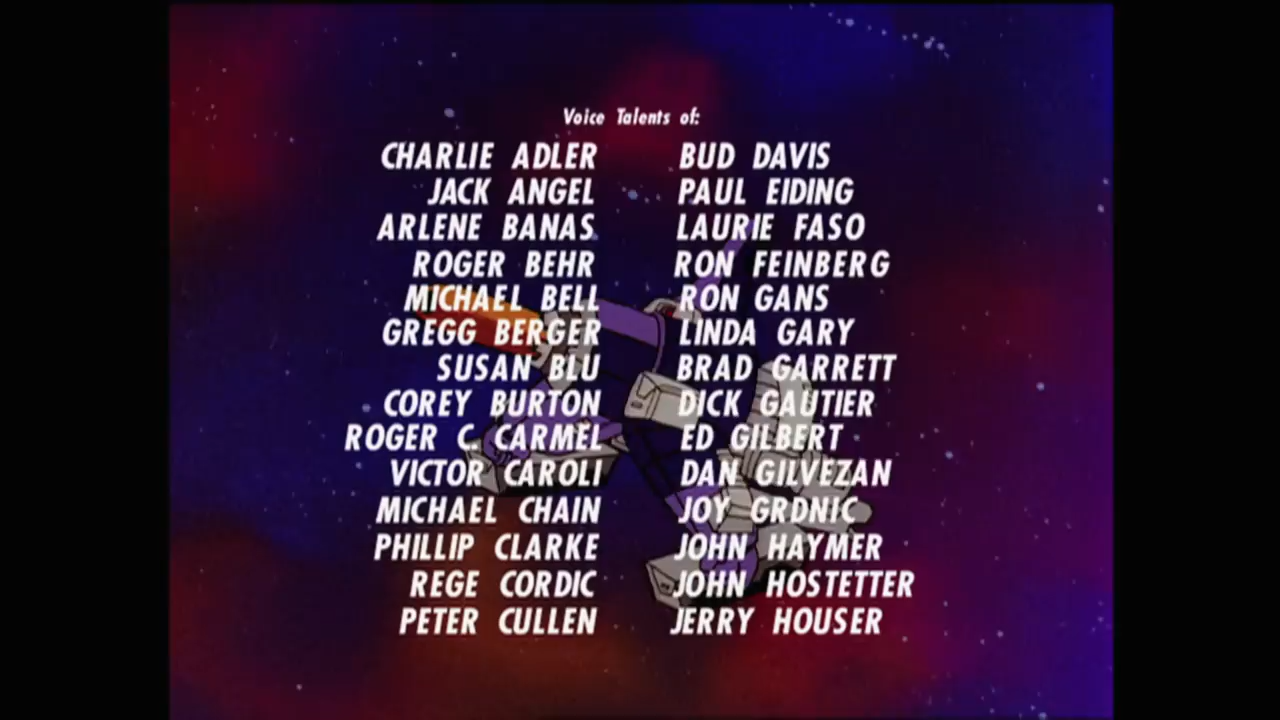 Voice Talents of:
CHARLIE ADLER
JACK ANGEL
ARLENE BANAS
ROGER BEHR
MICHAEL BELL
GREGG BERGER
SUSAN BLU
COREY BURTON
ROGER C. CARMEL
VICTOR CAROLI
MICHAEL CHAIN
PHILLIP CLARKE
REGE CORDIC
PETER CULLEN
BUD DAVIS
PAUL EIDING
LAURIE FASO
RON FEINBERG
RON GANS
LINDA GARY
BRAD GARRETT
DICK GAUTIER
ED GILBERT
DAN GILVEZAN
JOY GRDNIC
JOHN HAYMER
JOHN HOSTETTER
JERRY HOUSER